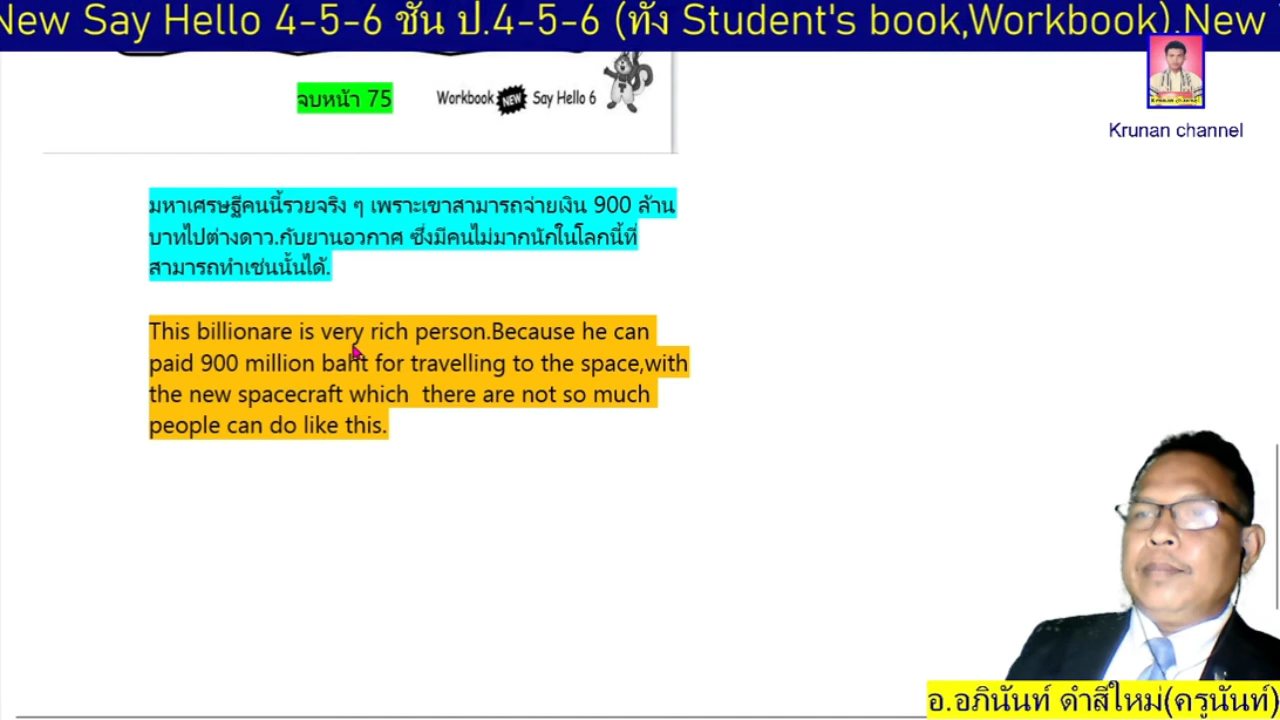 New Say Hello 4-5-6 ชั้น ป.4-5-6 (ทั้ง Student's book,Workbook).New
Krunan channel
จบหน้า 75
Workbook NEW Say Hello 6
Krunan channel
มหาเศรษฐีคนนี้รวยจริง ๆ เพราะเขาสามารถจ่ายเงิน 900 ล้าน
บาทไปต่างดาว.กับยานอวกาศ ซึ่งมีคนไม่มากนักในโลกนี้ที่
สามารถทำเช่นนั้นได้.
This billionare is very rich person.Because he can
paid 900 million baht for travelling to the space,with
the new spacecraft which there are not so much
people can do like this.
อ.อภินันท์ ดำสีใหม่(ครูนันท์)